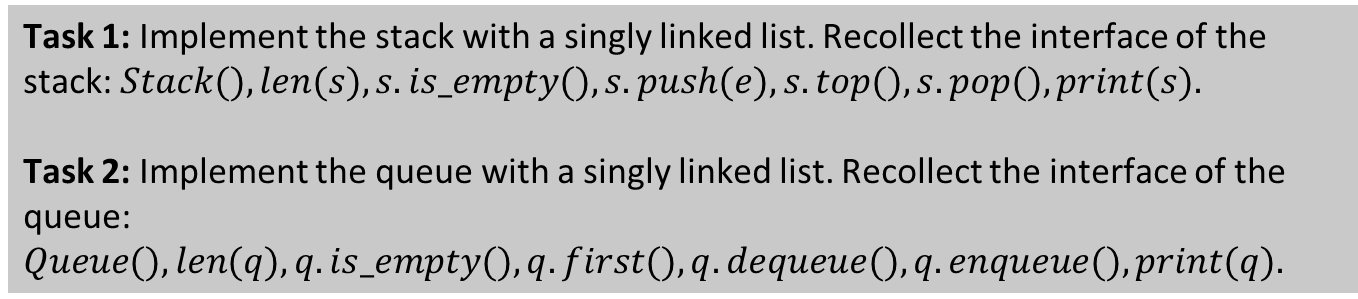 Task 1: Implement the stack with a singly linked list. Recollect the interface of the
stack: Stack(), len(s), s. is_empty(), s. push(e), s. top(), s. pop(), print(s).
Task 2: Implement the queue with a singly linked list. Recollect the interface of the
queue:
Queue(), len(q), q. is_empty(), q. first(), q. dequeue(), q. enqueue(), print(q).